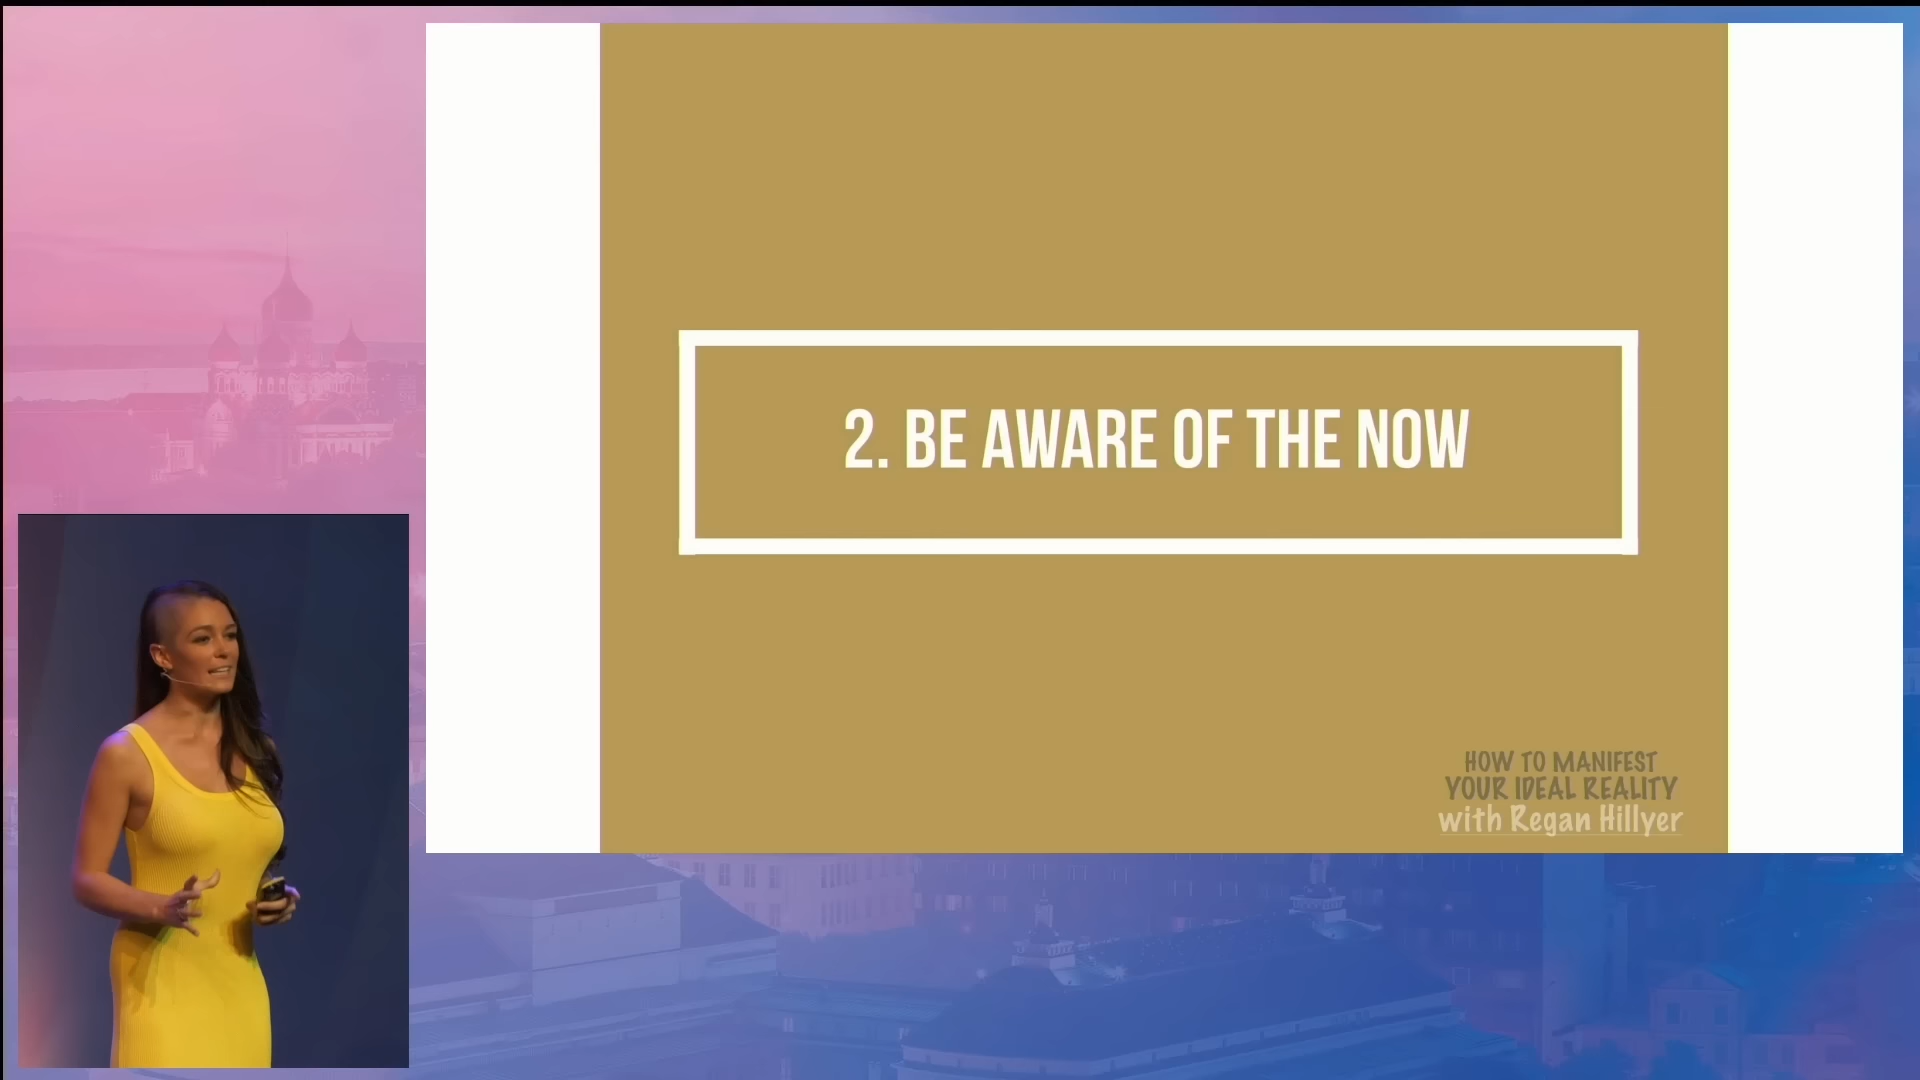 2. BE AWARE OF THE NOW
HOW TO MANIFEST
YOUR IDEAL REALITY
with Regan Hillyer